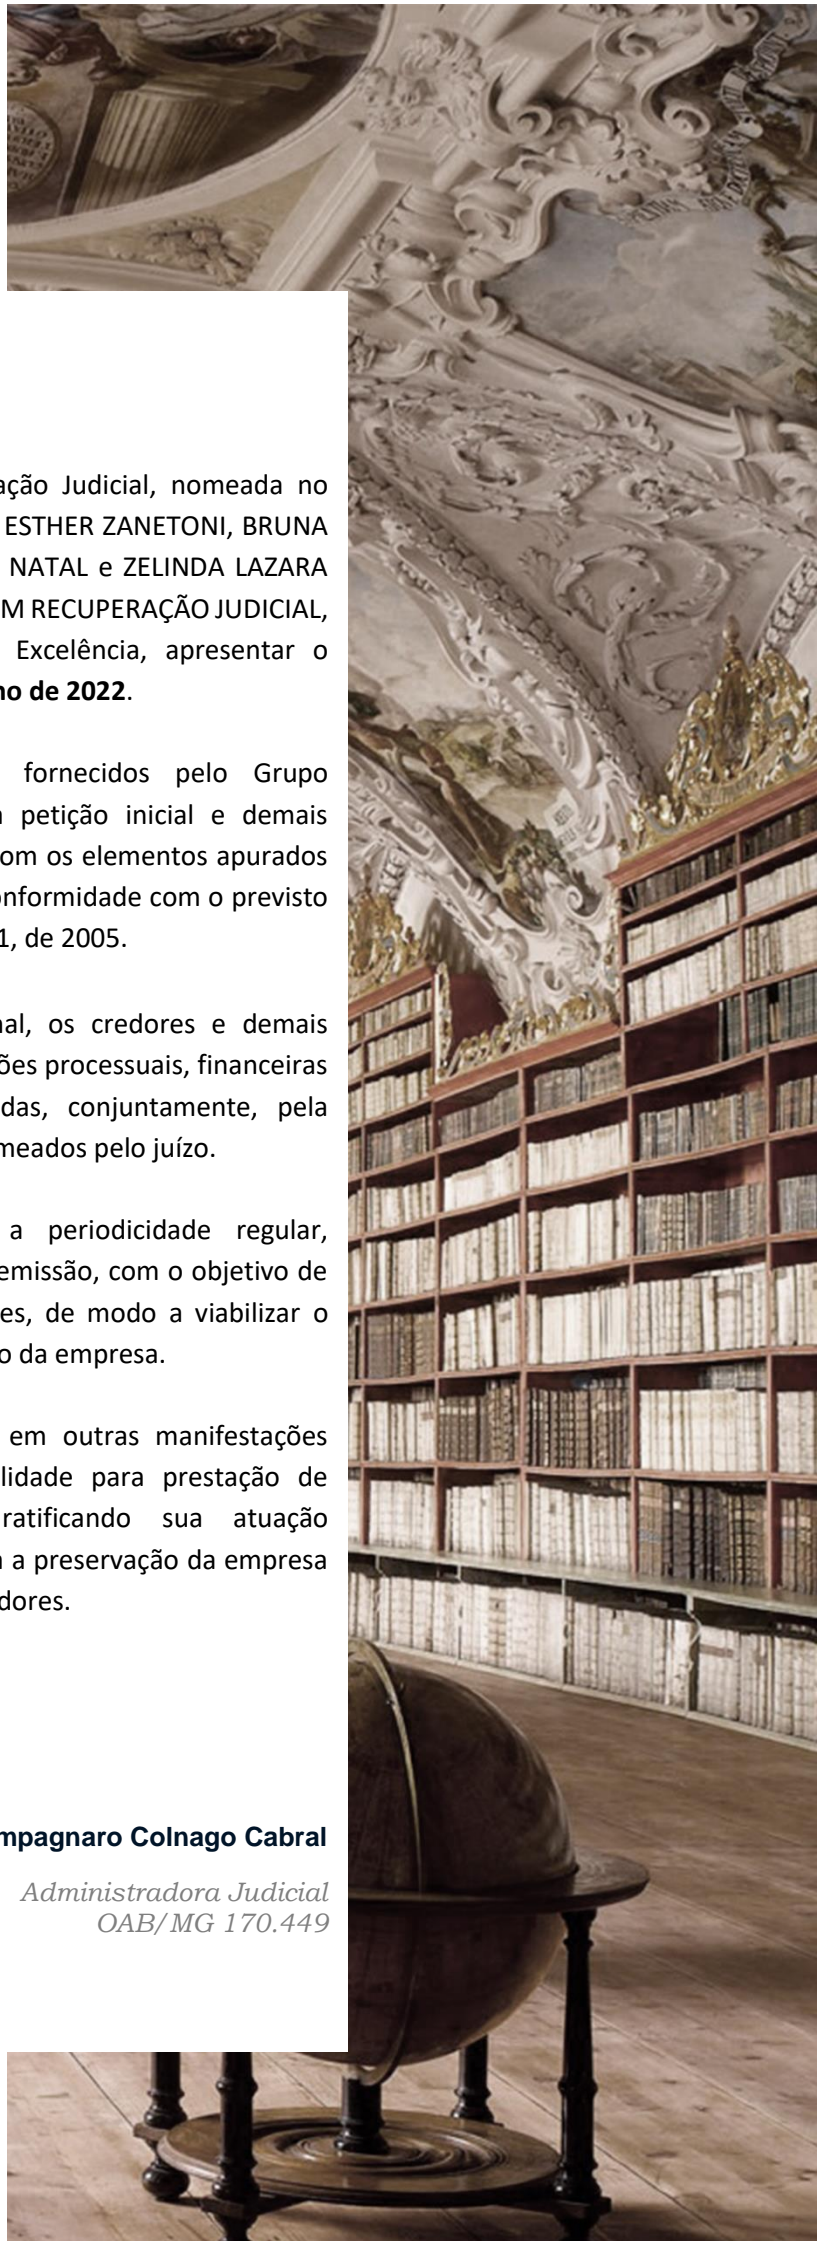 ação Judicial, nomeada no
ESTHER ZANETONI, BRUNA
NATAL e ZELINDA LAZARA
M RECUPERAÇÃO JUDICIAL,
Excelência, apresentar o
ho de 2022.
fornecidos pelo Grupo
petição inicial e demais
om os elementos apurados
onformidade com o previsto
1, de 2005.
nal, os credores e demais
ões processuais, financeiras
das, conjuntamente, pela
meados pelo juízo.
a periodicidade regular,
emissão, com o objetivo de
es, de modo a viabilizar o
o da empresa.
em outras manifestações
lidade para prestação de
ratificando sua atuação
a preservação da empresa
dores.
mpagnaro Colnago Cabral
Administradora Judicial
OAB/MG 170.449